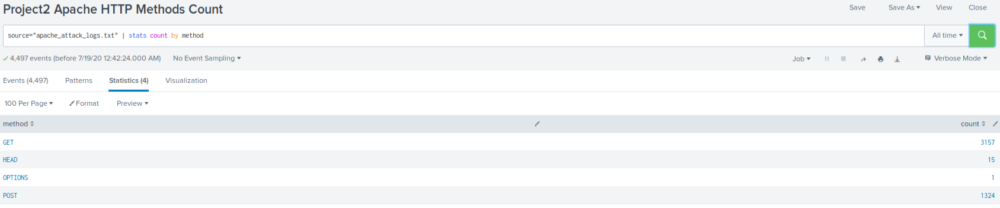 Project2 Apache HTTP Methods Count
Save Save As View Close
source="apache_attack_logs.txt" | stats count by method
All time
4,497 events (before 7/19/20 12:42:24.000 AM) No Event Sampling
Job Verbose Mode
Events (4,497) Patterns Statistics (4) Visualization
100 Per Page Format Preview
method count
GET 3157
HEAD 15
OPTIONS 1
POST 1324